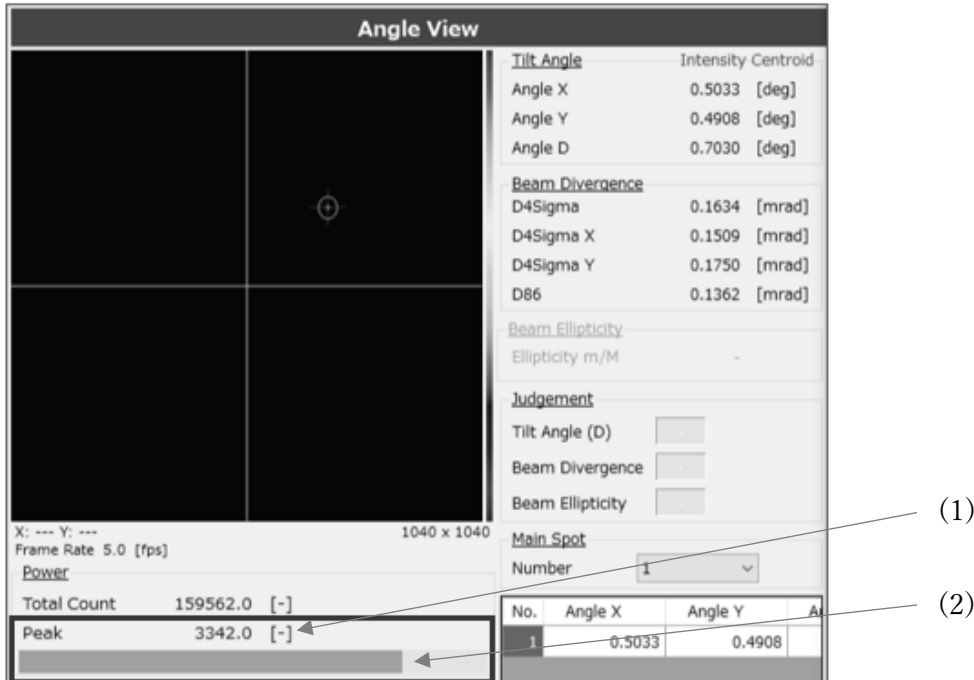 Angle View
Tilt Angle Intensity Centroid
Angle X 0.5033 [deg]
Angle Y 0.4908 [deg]
Angle D 0.7030 [deg]
Beam Divergence
D4Sigma 0.1634 [mrad]
D4Sigma X 0.1509 [mrad]
D4Sigma Y 0.1750 [mrad]
D86 0.1362 [mrad]
Beam Ellipticity
Ellipticity m/M -
Judgement
Tilt Angle (D) -
Beam Divergence -
Beam Ellipticity -
X: --- Y: --- 1040 x 1040
Frame Rate 5.0 [fps]
Power
Total Count 159562.0 [-]
Peak 3342.0 [-]
Main Spot
Number 1
No. Angle X Angle Y
1 0.5033 0.4908
(1)
(2)